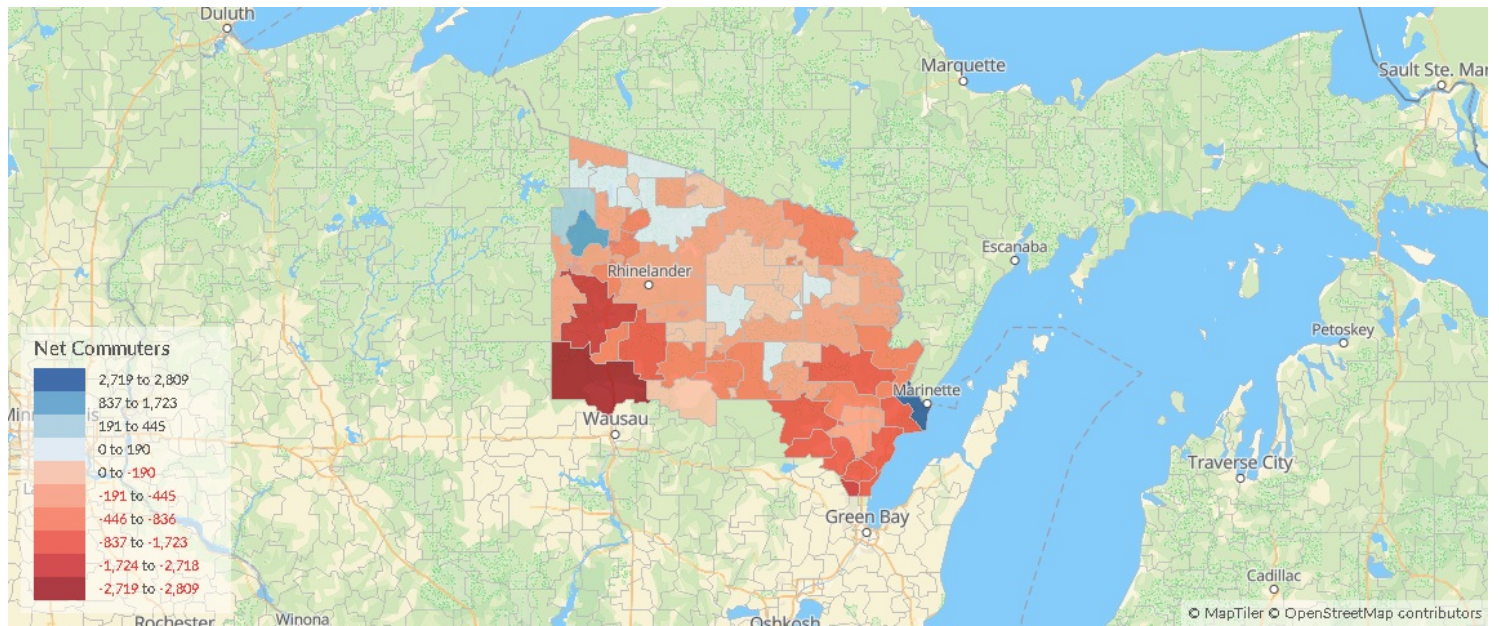 Duluth
Marquette
Sault Ste. Mar
Escanaba
Rhinelander
Petoskey
Net Commuters
2,719 to 2,809
837 to 1,723
191 to 445
0 to 190
0 to -190
-191 to -445
-446 to -836
-837 to -1,723
-1,724 to -2,718
-2,719 to -2,809
Marinette
Wausau
Traverse City
Green Bay
Cadillac
© MapTiler © OpenStreetMap contributors
Rochester
Winona
Oshkosh